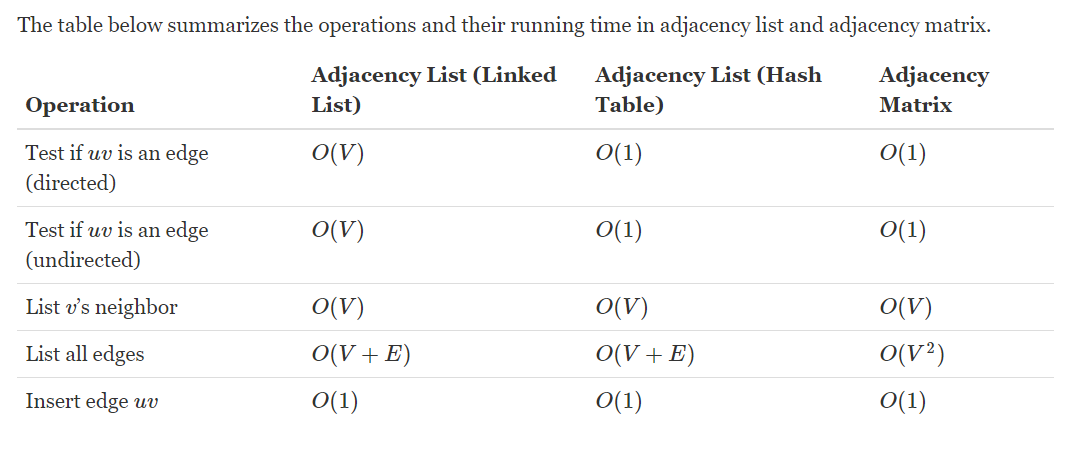 The table below summarizes the operations and their running time in adjacency list and adjacency matrix.
Operation Adjacency List (Linked List) Adjacency List (Hash Table) Adjacency Matrix
Test if uv is an edge (directed) O(V) O(1) O(1)
Test if uv is an edge (undirected) O(V) O(1) O(1)
List v's neighbor O(V) O(V) O(V)
List all edges O(V + E) O(V + E) O(V²)
Insert edge uv O(1) O(1) O(1)